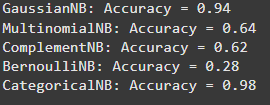 GaussianNB: Accuracy = 0.94
MultinomialNB: Accuracy = 0.64
ComplementNB: Accuracy = 0.62
BernoulliNB: Accuracy = 0.28
CategoricalNB: Accuracy = 0.98